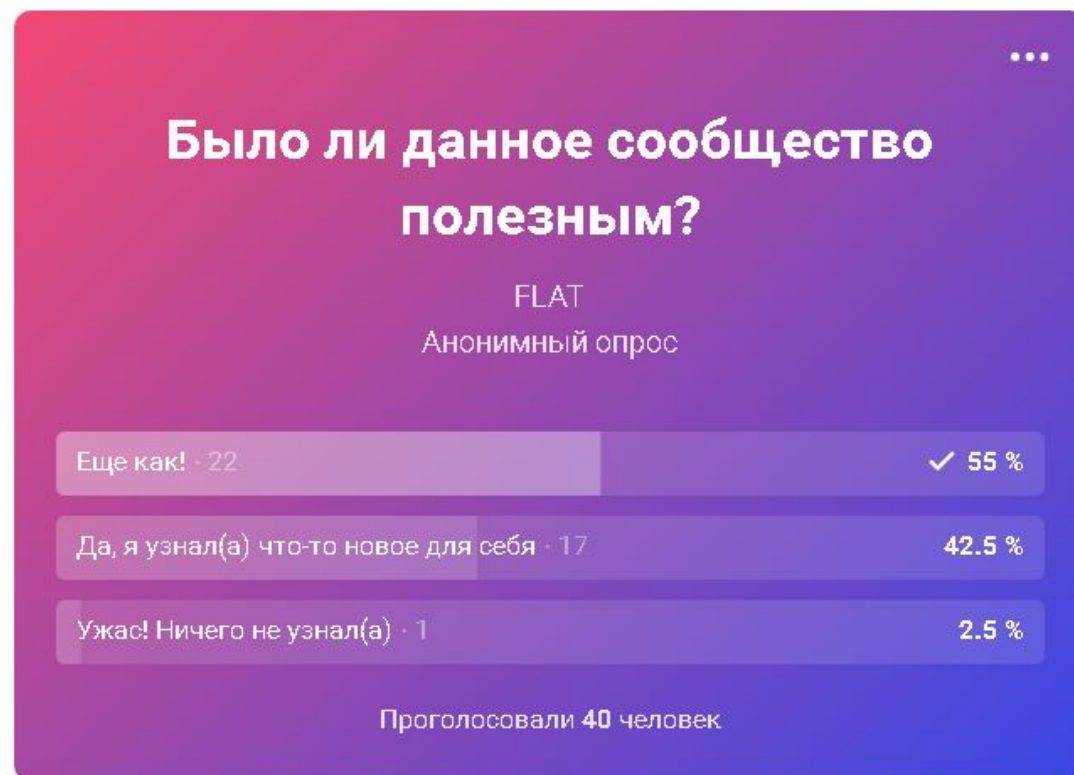 Было ли данное сообщество
полезным?
FLAT
Анонимный опрос
Еще как! · 22 55 %
Да, я узнал(а) что-то новое для себя · 17 42.5 %
Ужас! Ничего не узнал(а) · 1 2.5 %
Проголосовали 40 человек